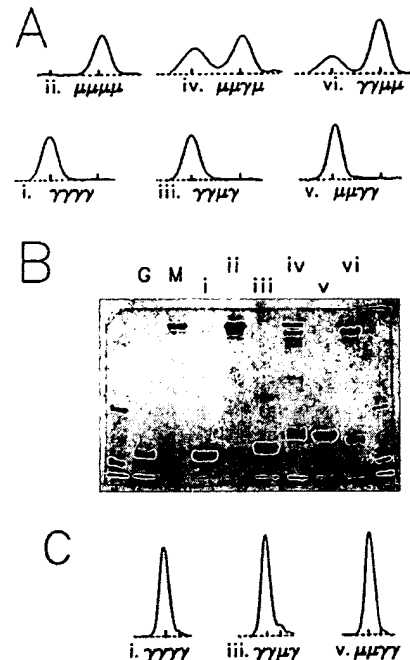 A
ii. μμμμ
iv. μμγμ
vi. γγμμ
i. γγγγ
iii. γγμγ
v. μμγγ
B
G M i ii iii iv v vi
C
i. γγγγ
iii. γγμγ
v. μμγγ